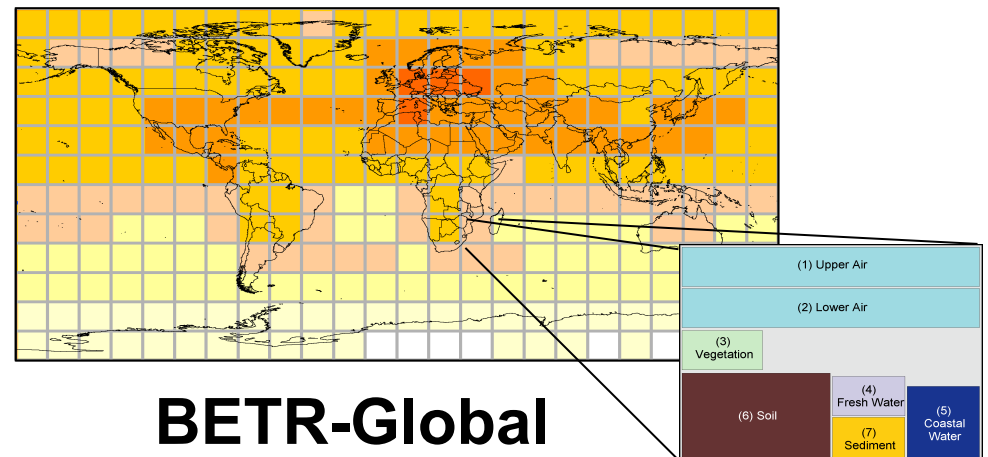 (1) Upper Air
(2) Lower Air
(3)
Vegetation
(4)
Fresh Water
(5)
Coastal
Water
(6) Soil
(7)
Sediment
BETR-Global